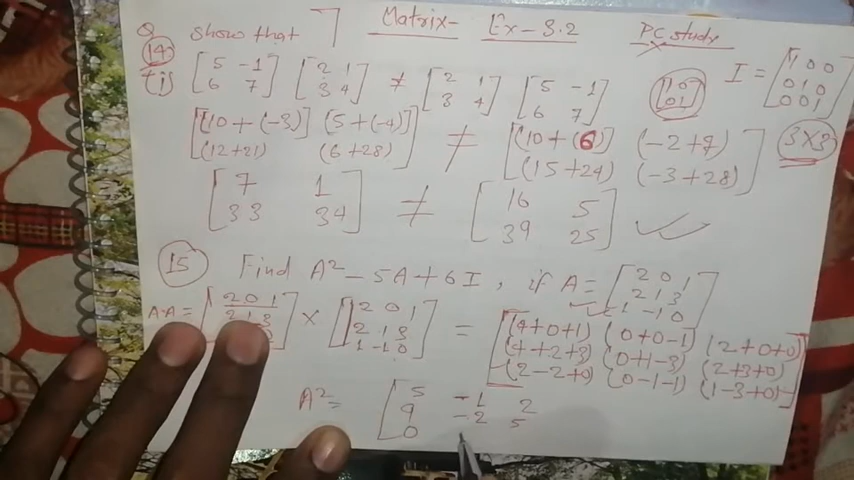 Matrix- Ex-3.2 PC study
Q show that
14 (i) [5 -1 6 7] [2 1 3 4] ≠ [2 1 3 4] [5 -1 6 7]
[1 0 0 1] I = [1 0 0 0 1 0 0 0 1]
3×3
[(10+(-3)) (5+(-4)) (12+21) (6+28)] ≠ [(10+(6)) (-2+7) (15+24) (-3+28)]
[7 1 33 34] ≠ [16 5 39 25]
15 Find A² - 5A + 6I, if A = [2 0 1 2 1 3 1 -1 0]
A·A = [2 0 1 2 1 3 × [2 0 1 2 1 3 1 -1 0] = [(4+0+1) (0+0-1) (2+0+0) (4+2+3) (0+1-3) (2+3+0) (2-2+0) (0-1-1) (1-3+0)]
A² = [5 -1 2 9 -2 5 0